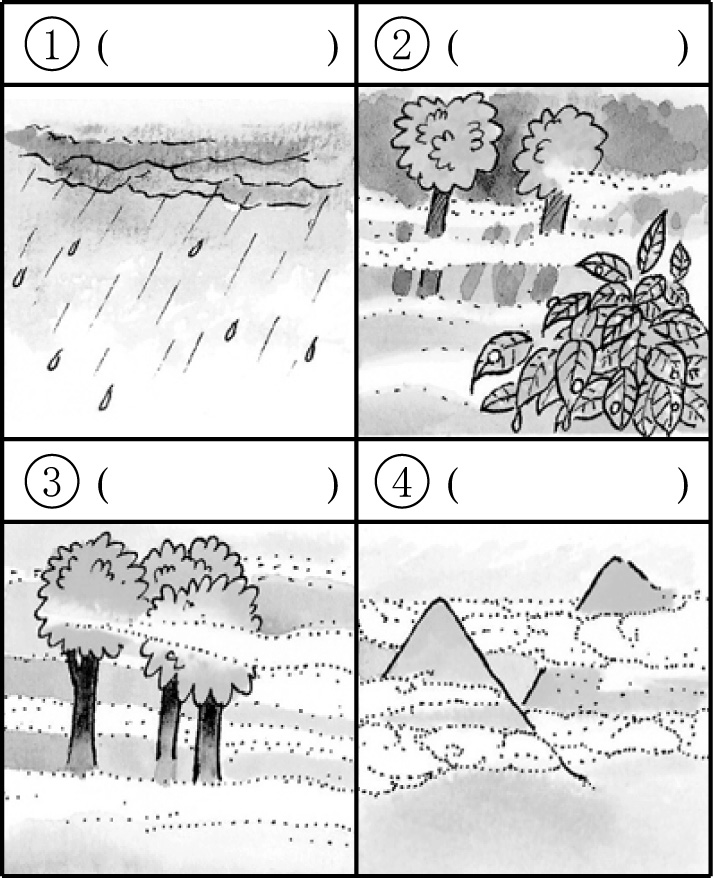 ① (          )
② (          )
③ (          )
④ (          )